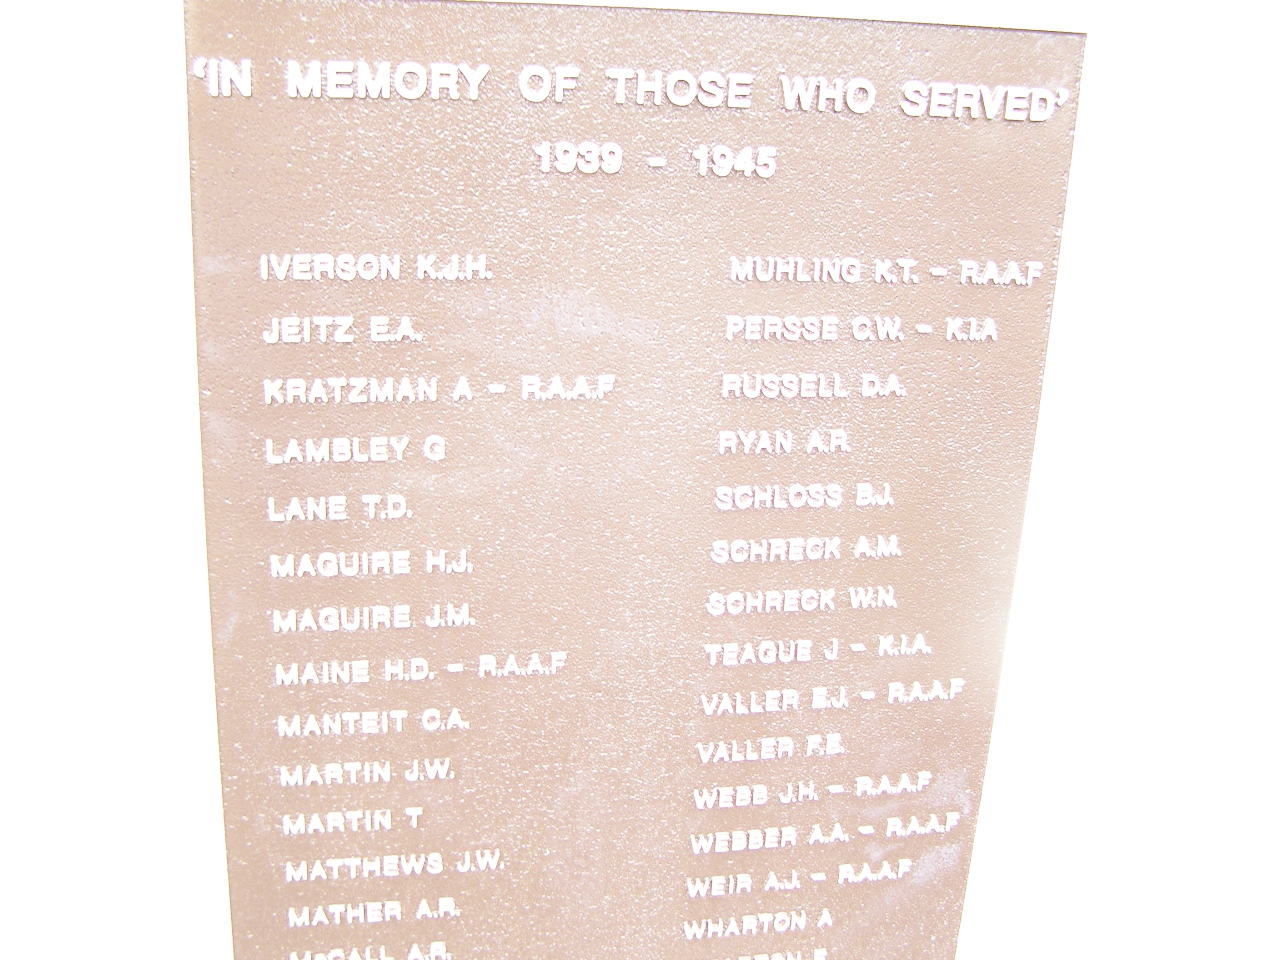 ‘IN MEMORY OF THOSE WHO SERVED’
1939 - 1945
IVERSON K.J.H.
JEITZ E.A.
KRATZMAN A - R.A.A.F
LAMBLEY G
LANE T.D.
MAGUIRE H.J.
MAGUIRE J.M.
MAINE H.D. - R.A.A.F
MANTEIT C.A.
MARTIN J.W.
MARTIN T
MATTHEWS J.W.
MATHER A.R.
McCALL A.R.
MUHLING K.T. - R.A.A.F
PERSSE C.W. - K.I.A
RUSSELL D.A.
RYAN A.R.
SCHLOSS B.J.
SCHRECK A.M.
SCHRECK W.N.
TEAGUE J - K.I.A.
VALLER E.J. - R.A.A.F
VALLER F.E.
WEBB J.H. - R.A.A.F
WEBBER A.A. - R.A.A.F
WEIR A.J. - R.A.A.F
WHARTON A